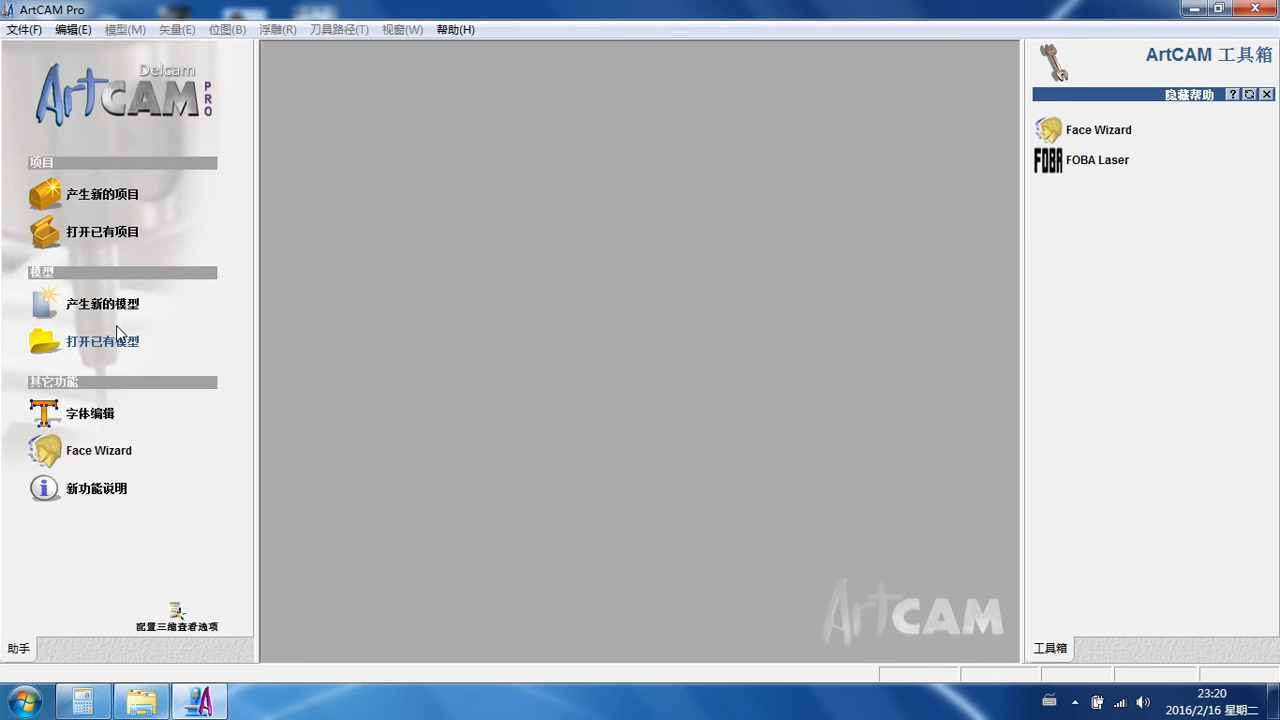 ArtCAM Pro
文件(F) 编辑(E) 模型(M) 矢量(E) 位图(B) 浮雕(R) 刀具路径(T) 视窗(W) 帮助(H)
Delcam
ArtCAM PRO
项目
产生新的项目
打开已有项目
模型
产生新的模型
打开已有模型
其它功能
字体编辑
Face Wizard
新功能说明
配置三维查看选项
助手
ArtCAM
ArtCAM 工具箱
隐藏帮助
Face Wizard
FOBA FOBA Laser
工具箱
23:20
2016/2/16 星期二